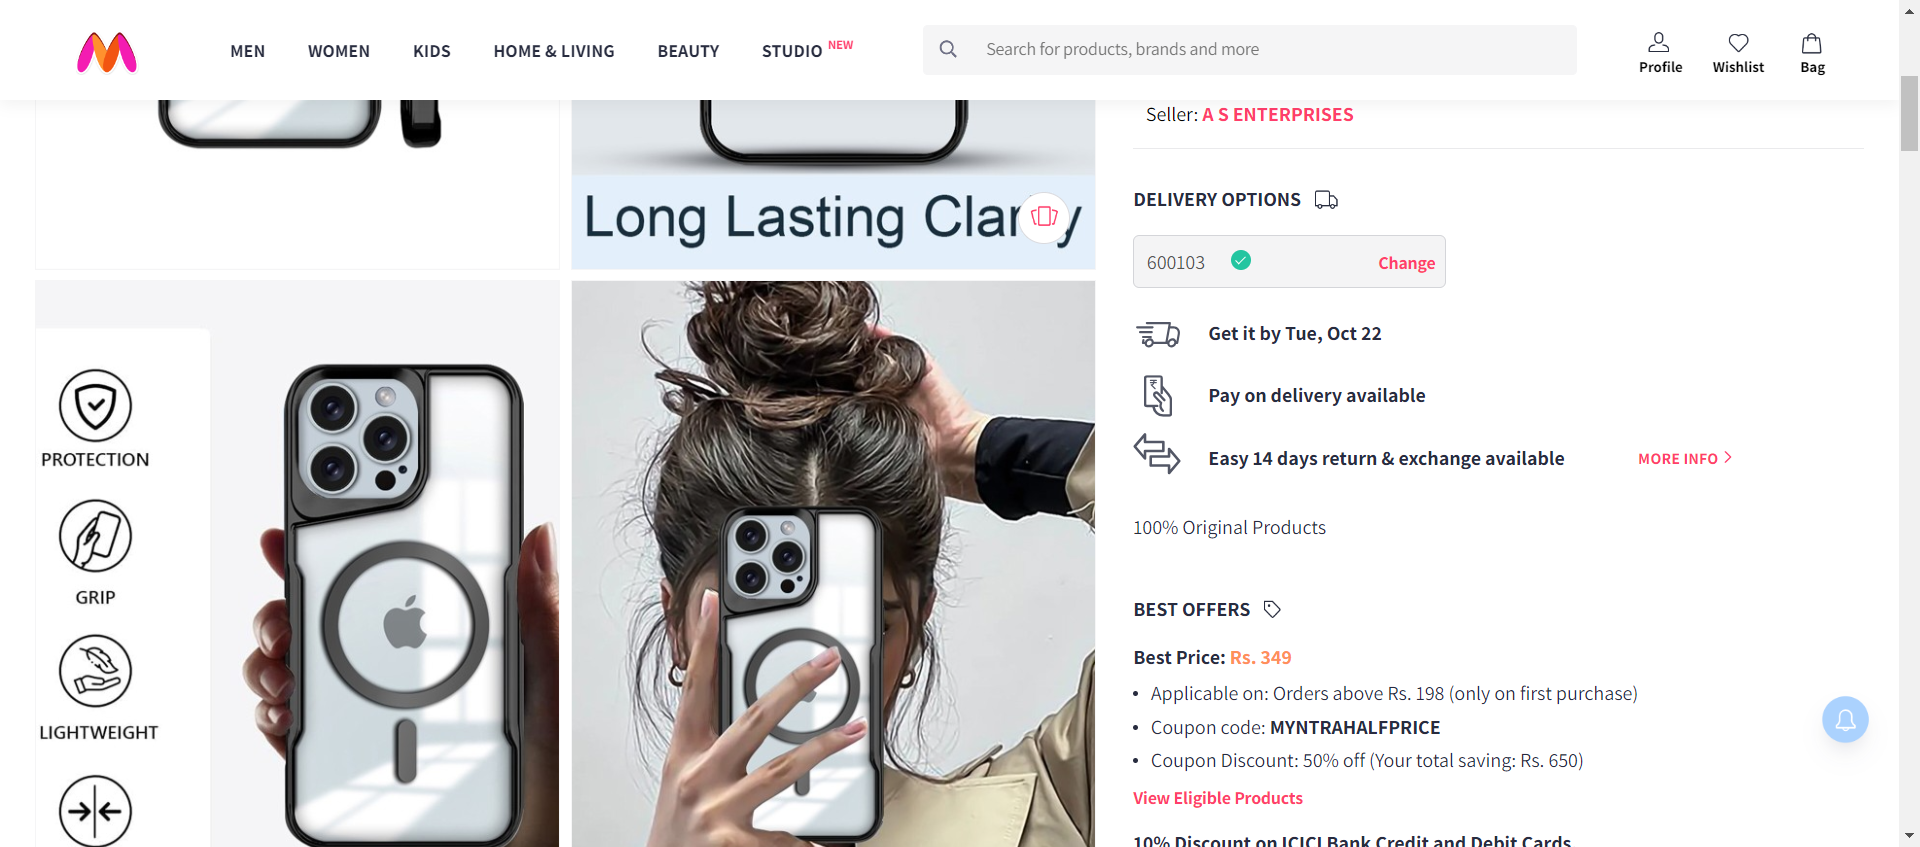 MEN
WOMEN
KIDS
HOME & LIVING
BEAUTY
STUDIO NEW
Search for products, brands and more
Profile
Wishlist
Bag
Long Lasting
PROTECTION
GRIP
LIGHTWEIGHT
Seller: A S ENTERPRISES
DELIVERY OPTIONS
600103
Change
Get it by Tue, Oct 22
Pay on delivery available
Easy 14 days return & exchange available
MORE INFO
100% Original Products
BEST OFFERS
Best Price: Rs. 349
• Applicable on: Orders above Rs. 198 (only on first purchase)
• Coupon code: MYNTRAHALFPRICE
• Coupon Discount: 50% off (Your total saving: Rs. 650)
View Eligible Products
10% Discount on ICICI Bank Credit and Debit Cards